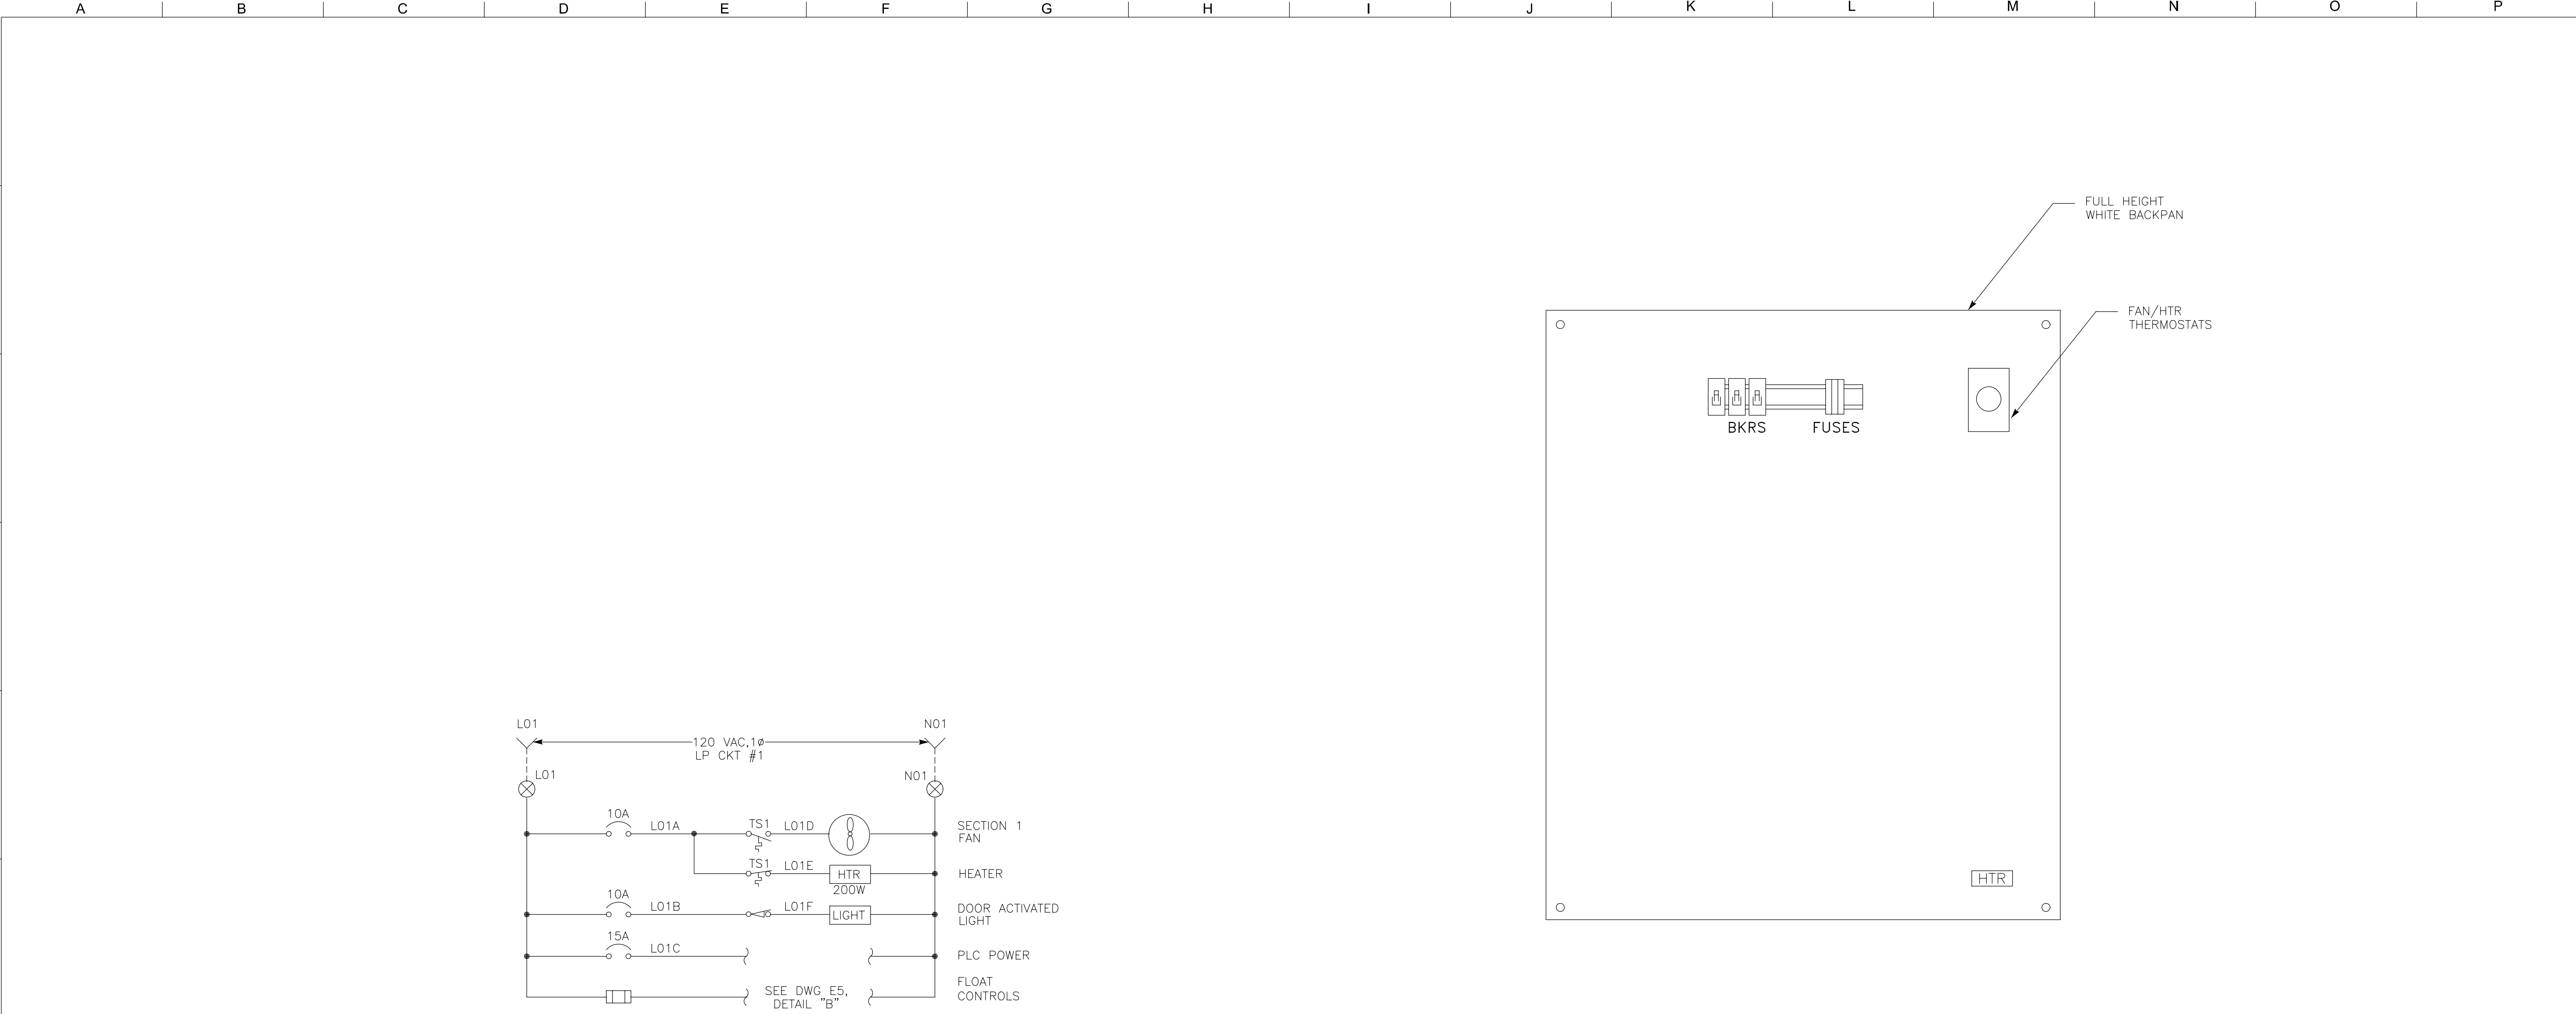 A B C D E F G H I J K L M N O P
FULL HEIGHT
WHITE BACKPAN
FAN/HTR
THERMOSTATS
BKRS FUSES
HTR
L01 N01
120 VAC,1ø
LP CKT #1
L01 N01
10A
L01A TS1 L01D SECTION 1
FAN
TS1 L01E HTR HEATER
200W
10A
L01B L01F LIGHT DOOR ACTIVATED
LIGHT
15A
L01C PLC POWER
SEE DWG E5,
DETAIL "B"
FLOAT
CONTROLS